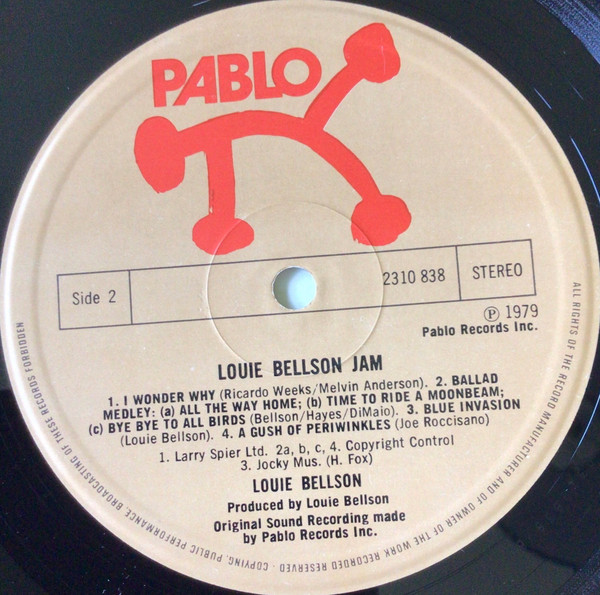 PABLO
Side 2
2310 838
STEREO
Ⓟ 1979
Pablo Records Inc.
LOUIE BELLSON JAM
1. I WONDER WHY (Ricardo Weeks/Melvin Anderson). 2. BALLAD
MEDLEY: (a) ALL THE WAY HOME; (b) TIME TO RIDE A MOONBEAM;
(c) BYE BYE TO ALL BIRDS (Bellson/Hayes/DiMaio). 3. BLUE INVASION
(Louie Bellson). 4. A GUSH OF PERIWINKLES (Joe Roccisano)
1. Larry Spier Ltd. 2a, b, c, 4. Copyright Control
3. Jocky Mus. (H. Fox)
LOUIE BELLSON
Produced by Louie Bellson
Original Sound Recording made
by Pablo Records Inc.
ALL RIGHTS OF THE RECORD MANUFACTURER AND OF OWNER OF THE WORK RECORDED RESERVED · COPYING, PUBLIC PERFORMANCE, BROADCASTING OF THESE RECORDS FORBIDDEN